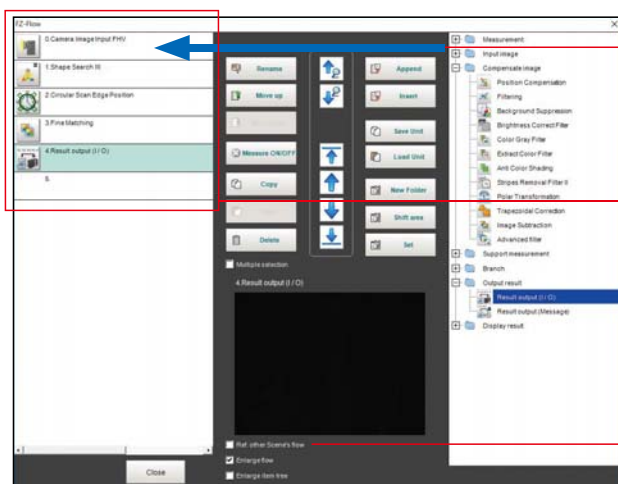 FZ-Flow
0.Camera Image Input FHV
1.Shape Search III
2.Circular Scan Edge Position
3.Fine Matching
4.Result output (I / O)
5.
Rename
Append
Move up
Insert
Save Unit
Measure ON/OFF
Load Unit
Copy
New Folder
Shift area
Delete
Set
Multiple selection
4.Result output (I / O)
Ref. other Scene's flow
Enlarge flow
Enlarge item tree
Close
Measurement
Input image
Compensate image
Position Compensation
Filtering
Background Suppression
Brightness Correct Filter
Color Gray Filter
Extract Color Filter
Anti Color Shading
Stripes Removal Filter II
Polar Transformation
Trapezoidal Correction
Image Subtraction
Advanced filter
Support measurement
Branch
Output result
Result output (I / O)
Result output (Message)
Display result